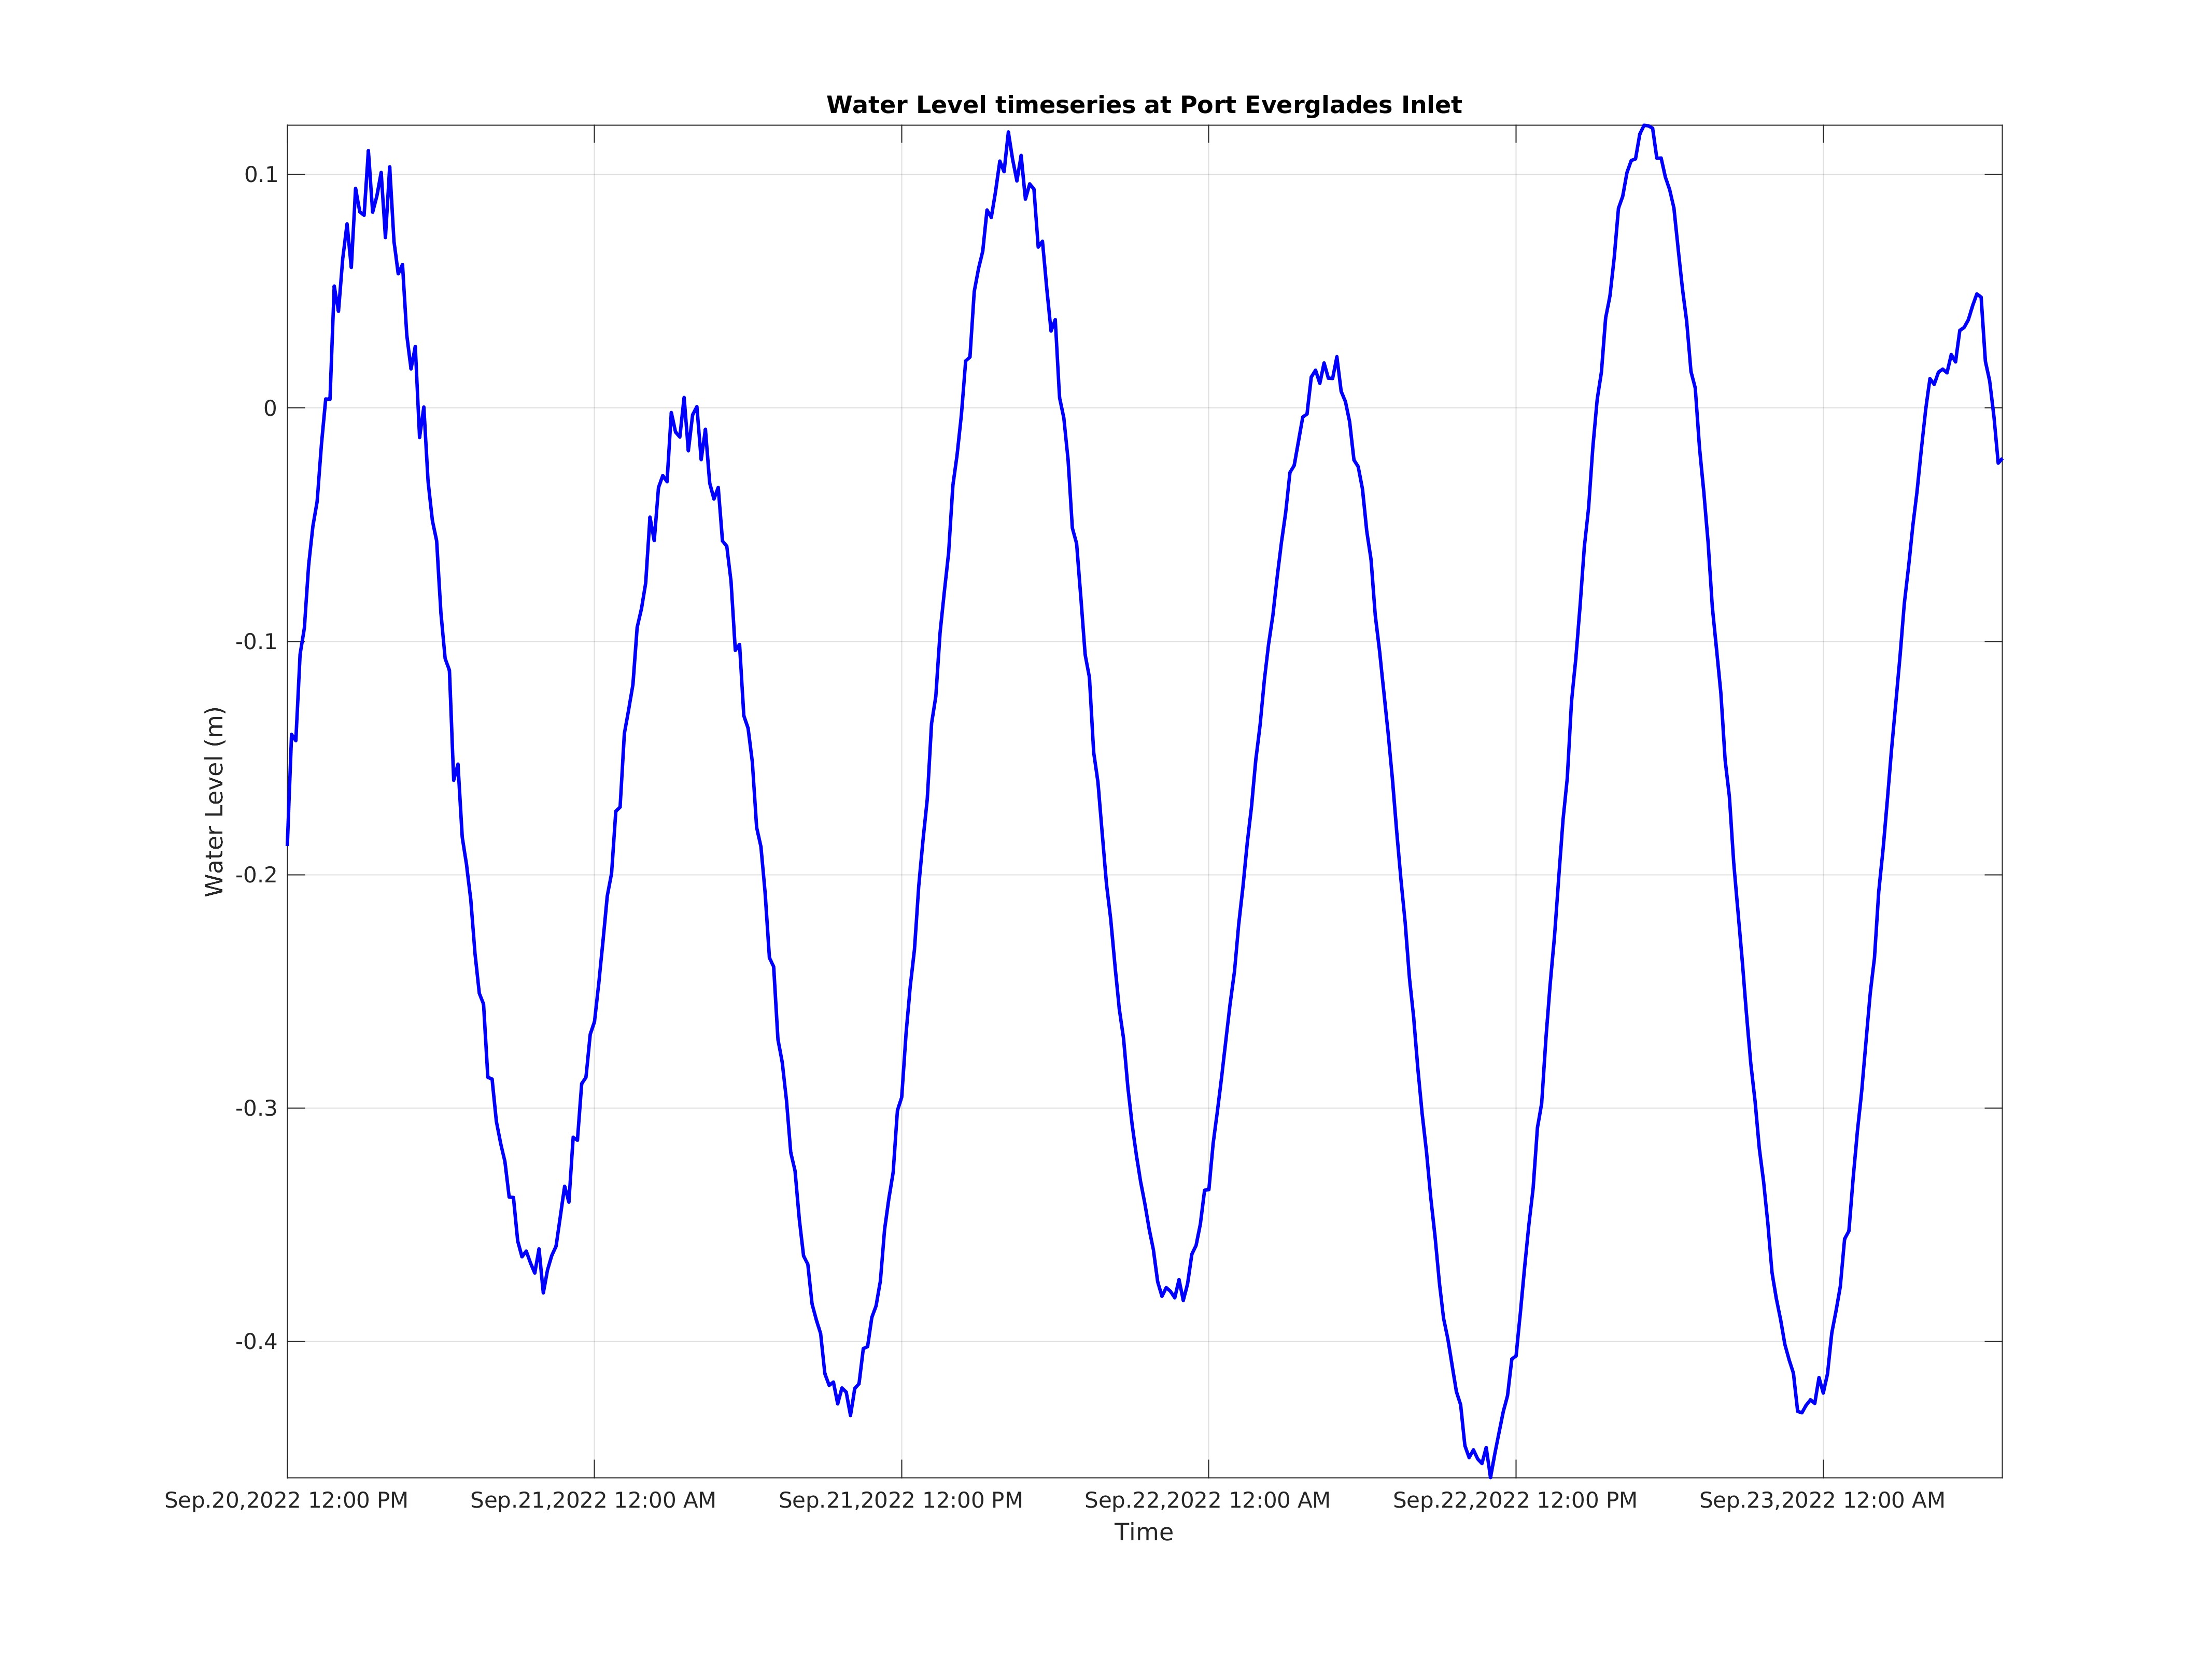 Water Level timeseries at Port Everglades Inlet
0.1
0
-0.1
-0.2
-0.3
-0.4
Water Level (m)
Sep.20,2022 12:00 PM
Sep.21,2022 12:00 AM
Sep.21,2022 12:00 PM
Sep.22,2022 12:00 AM
Sep.22,2022 12:00 PM
Sep.23,2022 12:00 AM
Time